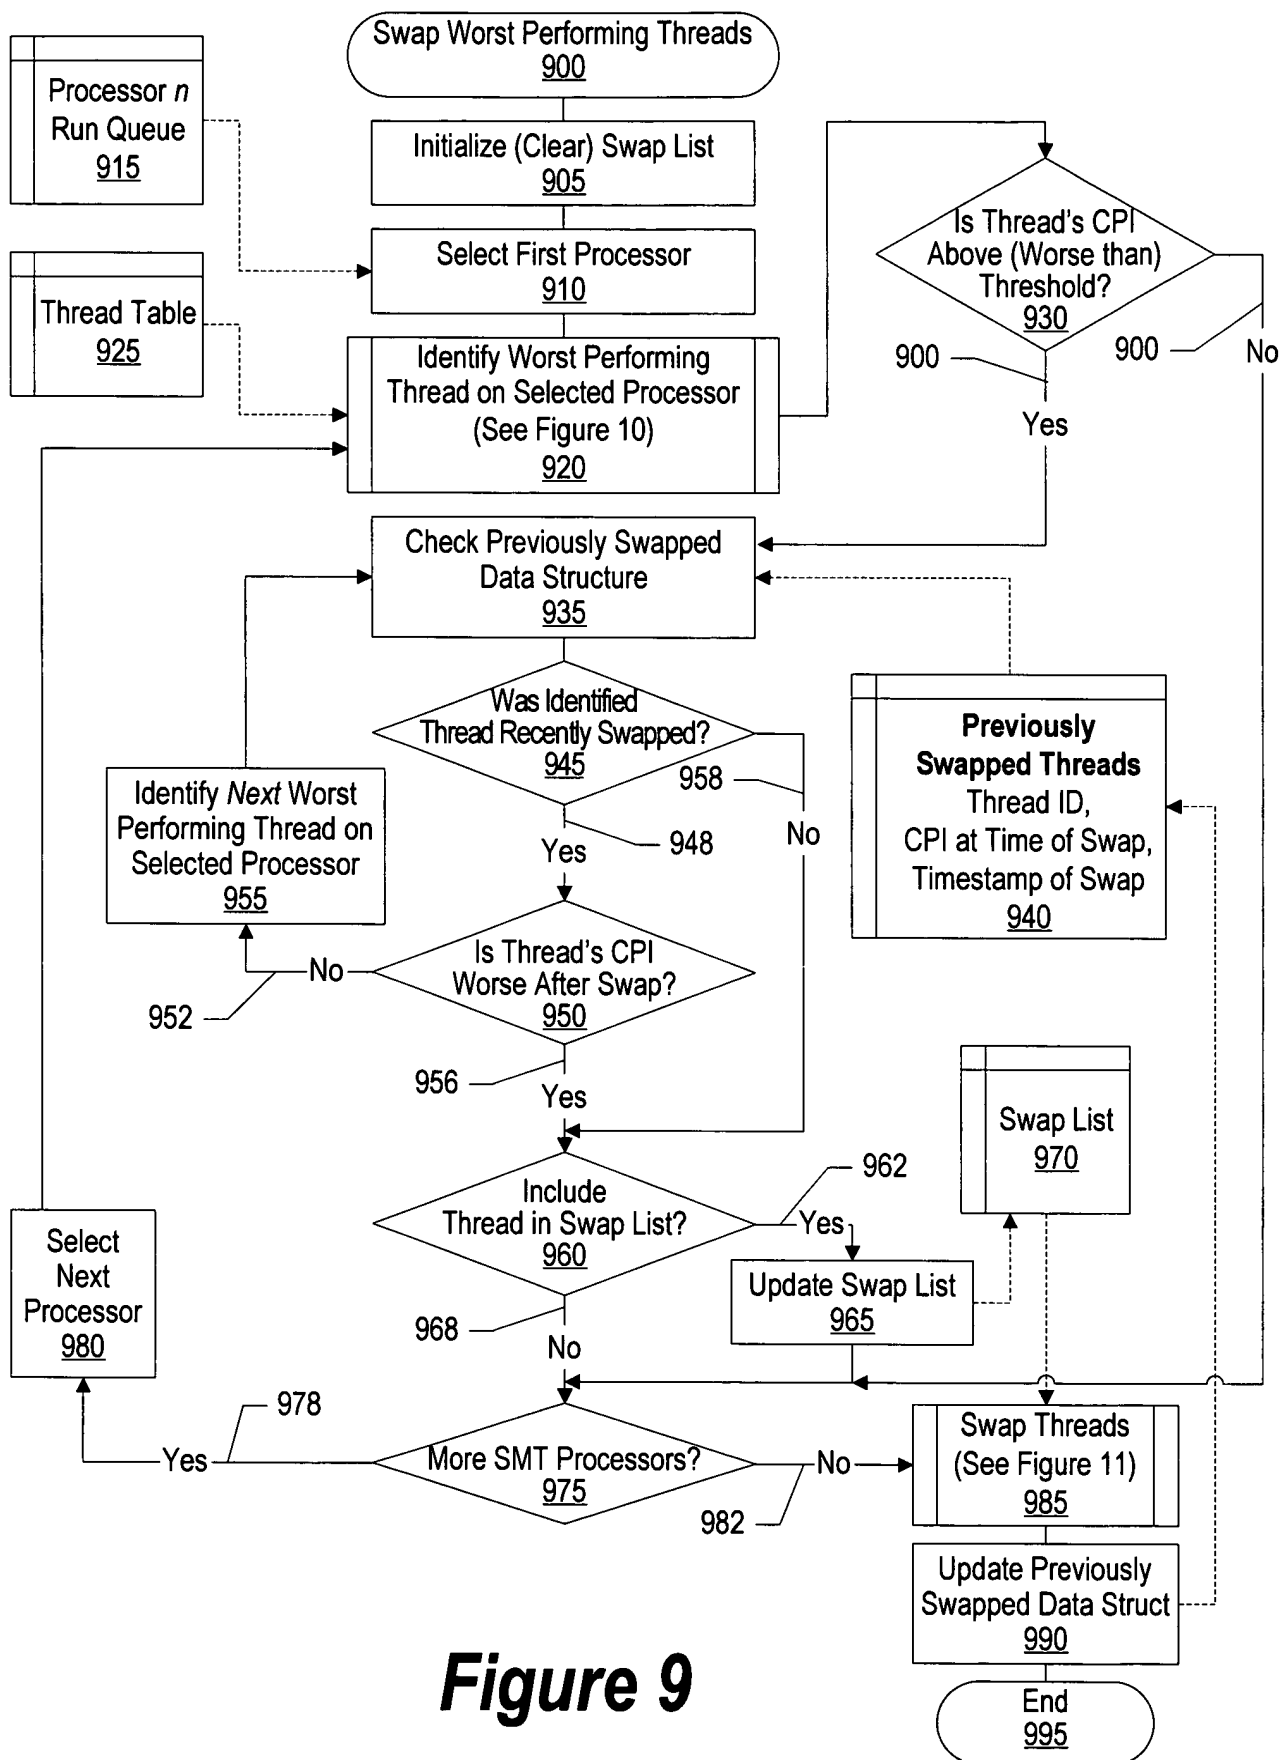 Swap Worst Performing Threads
900
Processor n
Run Queue
915
Initialize (Clear) Swap List
905
Select First Processor
910
Thread Table
925
Identify Worst Performing
Thread on Selected Processor
(See Figure 10)
920
Is Thread's CPI
Above (Worse than)
Threshold?
930
900
Yes
900
No
Check Previously Swapped
Data Structure
935
Was Identified
Thread Recently Swapped?
945
958
No
948
Yes
Identify Next Worst
Performing Thread on
Selected Processor
955
Previously
Swapped Threads
Thread ID,
CPI at Time of Swap,
Timestamp of Swap
940
Is Thread's CPI
Worse After Swap?
950
No
952
956
Yes
Swap List
970
Include
Thread in Swap List?
960
962
Yes
Update Swap List
965
968
No
Select
Next
Processor
980
978
Yes
More SMT Processors?
975
No
982
Swap Threads
(See Figure 11)
985
Update Previously
Swapped Data Struct
990
End
995
Figure 9